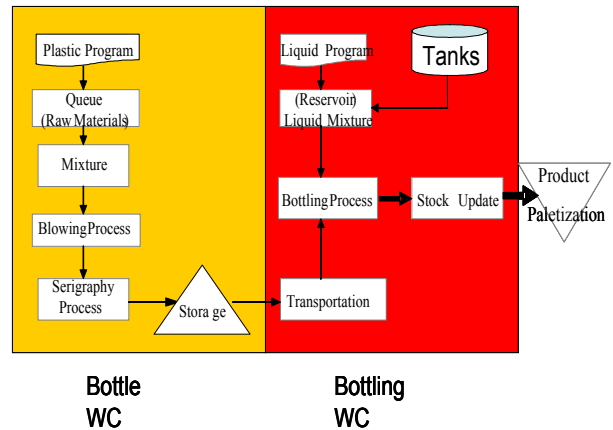 Plastic Program
Queue
(Raw Materials)
Mixture
Blowing Process
Serigraphy
Process
Stora ge
Liquid Program
Tanks
(Reservoir)
Liquid Mixture
Bottling Process
Stock Update
Transportation
Product
Paletization
Bottle
WC
Bottling
WC